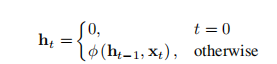 h_t = { 0, t = 0
ϕ(h_{t−1}, x_t), otherwise